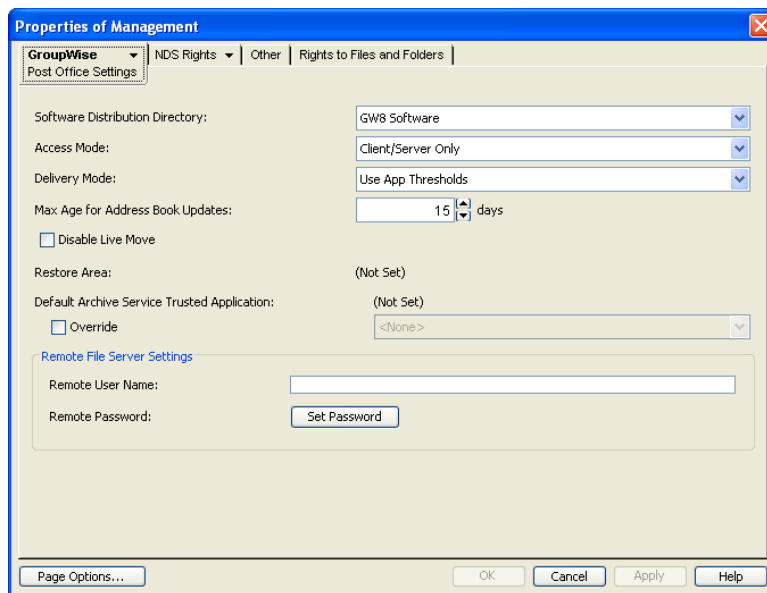 Properties of Management
GroupWise NDS Rights Other Rights to Files and Folders
Post Office Settings
Software Distribution Directory: GW8 Software
Access Mode: Client/Server Only
Delivery Mode: Use App Thresholds
Max Age for Address Book Updates: 15 days
Disable Live Move
Restore Area: (Not Set)
Default Archive Service Trusted Application: (Not Set)
Override <None>
Remote File Server Settings
Remote User Name:
Remote Password: Set Password
Page Options... OK Cancel Apply Help